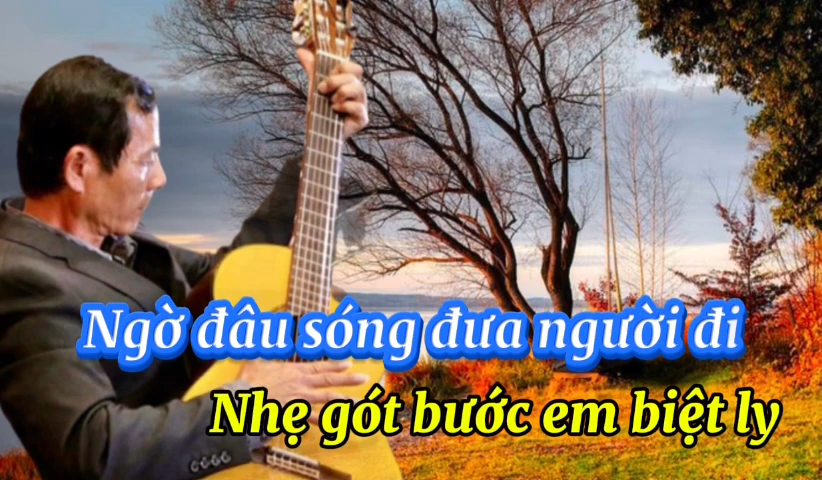 Ngờ đâu sóng đưa người đi
Nhẹ gót bước em biệt ly